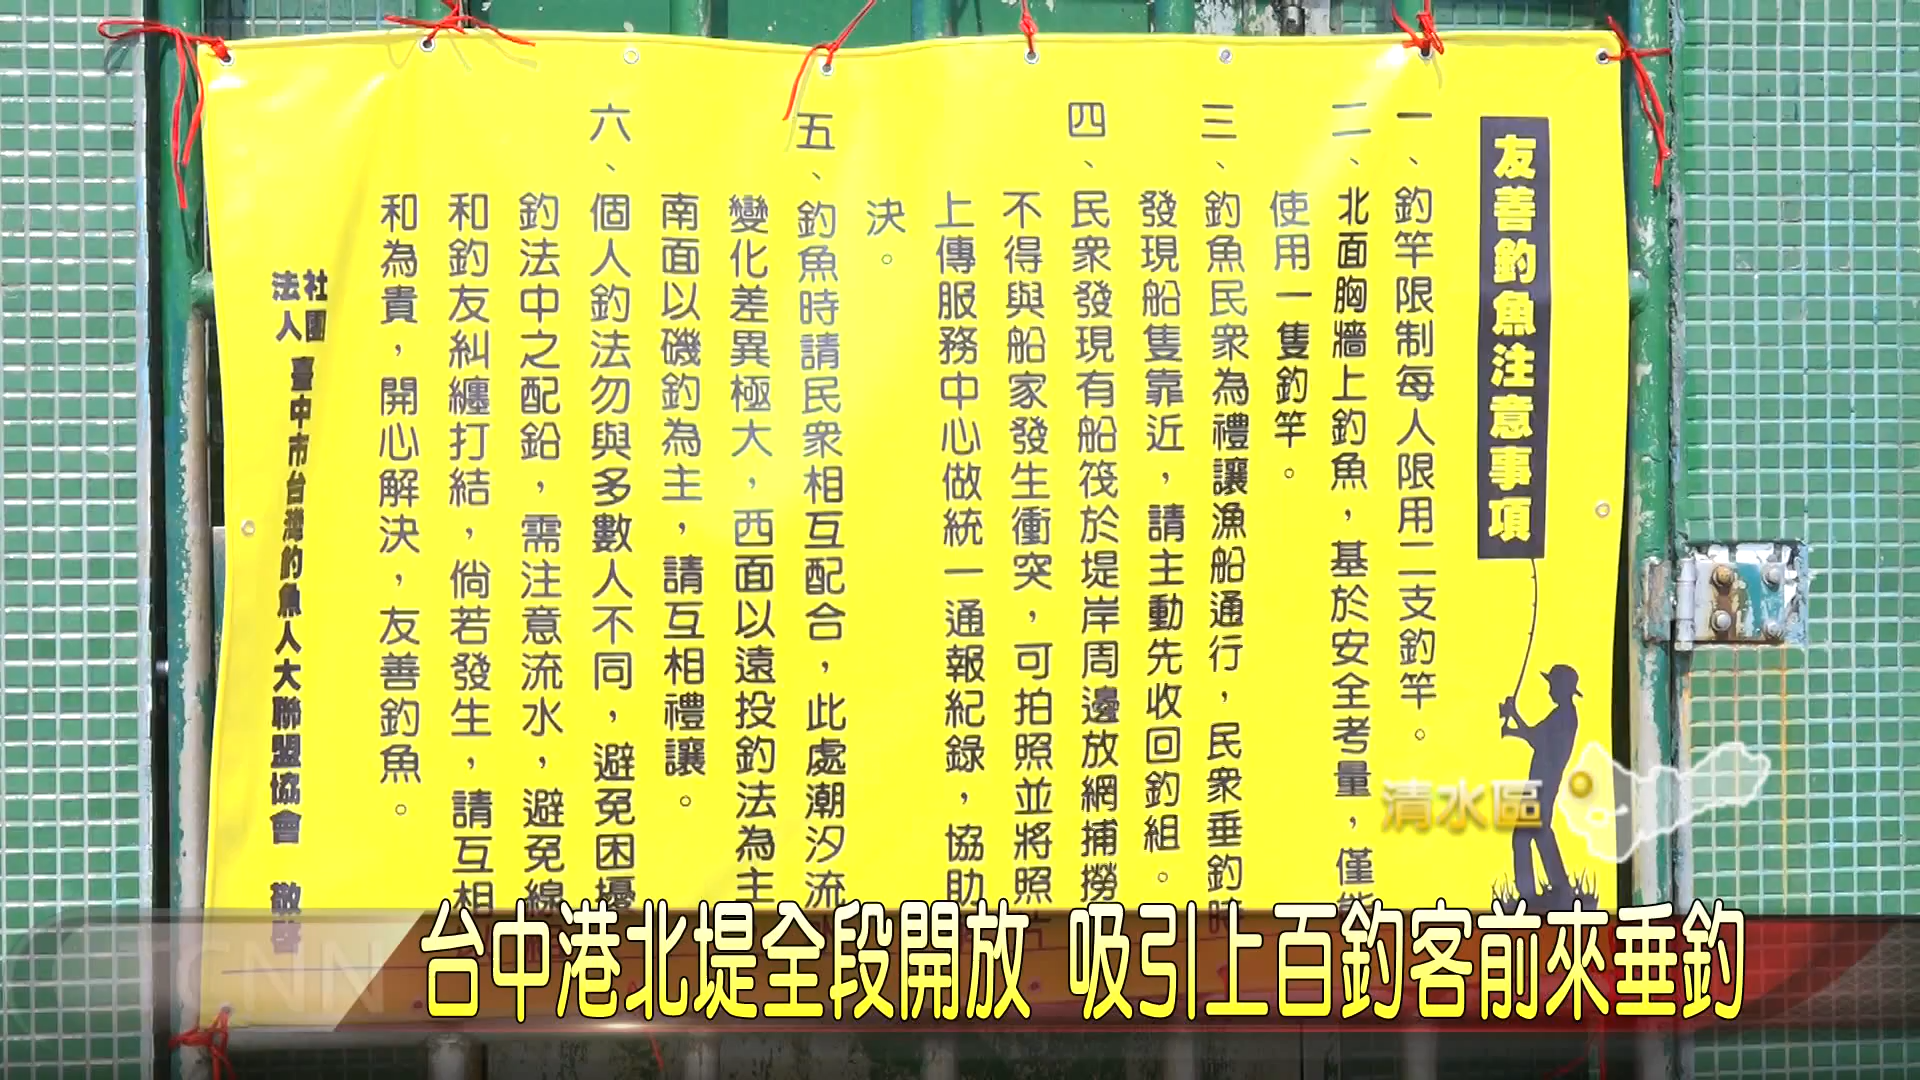 友善釣魚注意事項
一、釣竿限制每人限用二支釣竿。
二、北面胸牆上釣魚，基於安全考量，僅能
使用一隻釣竿。
三、釣魚民眾為禮讓漁船通行，民眾垂釣時
發現船隻靠近，請主動先收回釣組。
四、民眾發現有船筏於堤岸周邊放網捕撈
不得與船家發生衝突，可拍照並將照片
上傳服務中心做統一通報紀錄，協助
決。
五、釣魚時請民眾相互配合，此處潮汐流
變化差異極大，西面以遠投釣法為主
南面以磯釣為主，請互相禮讓。
六、個人釣法勿與多數人不同，避免困擾
釣法中之配鉛，需注意流水，避免線
和釣友糾纏打結，倘若發生，請互相
和為貴，開心解決，友善釣魚。
社團
法人
臺中市台灣釣魚人大聯盟協會 敬啟
清水區
TCNN
台中港北堤全段開放 吸引上百釣客前來垂釣